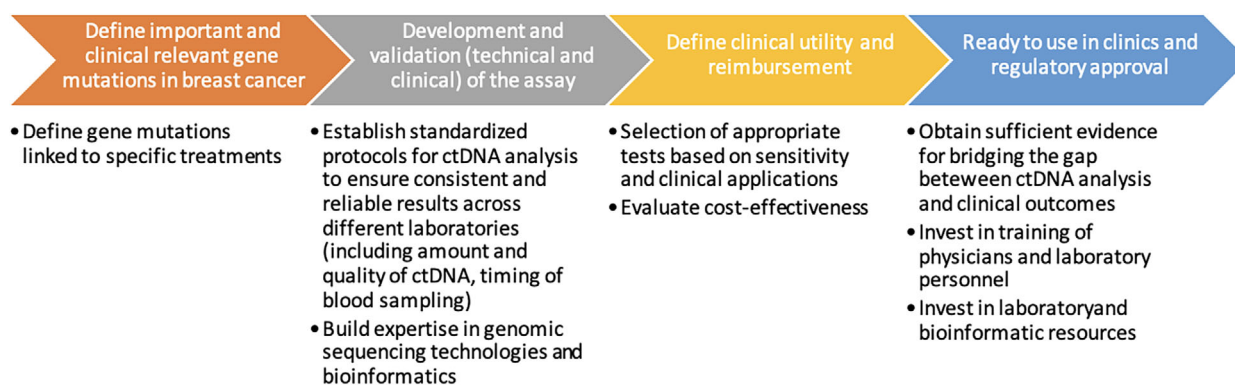 Define important and
clinical relevant gene
mutations in breast cancer
Development and
validation (technical and
clinical) of the assay
Define clinical utility and
reimbursement
Ready to use in clinics and
regulatory approval
•Define gene mutations
linked to specific treatments
•Establish standardized
protocols for ctDNA analysis
to ensure consistent and
reliable results across
different laboratories
(including amount and
quality of ctDNA, timing of
blood sampling)
•Build expertise in genomic
sequencing technologies and
bioinformatics
•Selection of appropriate
tests based on sensitivity
and clinical applications
•Evaluate cost-effectiveness
•Obtain sufficient evidence
for bridging the gap
beteween ctDNA analysis
and clinical outcomes
•Invest in training of
physicians and laboratory
personnel
•Invest in laboratoryand
bioinformatic resources